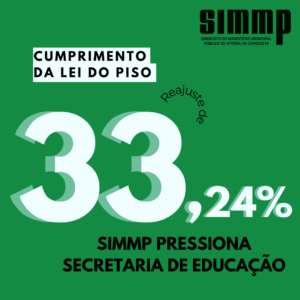 SIMMP
SINDICATO DO MAGISTÉRIO MUNICIPAL
PÚBLICO DE VITÓRIA DA CONQUISTA
CUMPRIMENTO
DA LEI DO PISO
Reajuste de
33,24%
SIMMP PRESSIONA
SECRETARIA DE EDUCAÇÃO